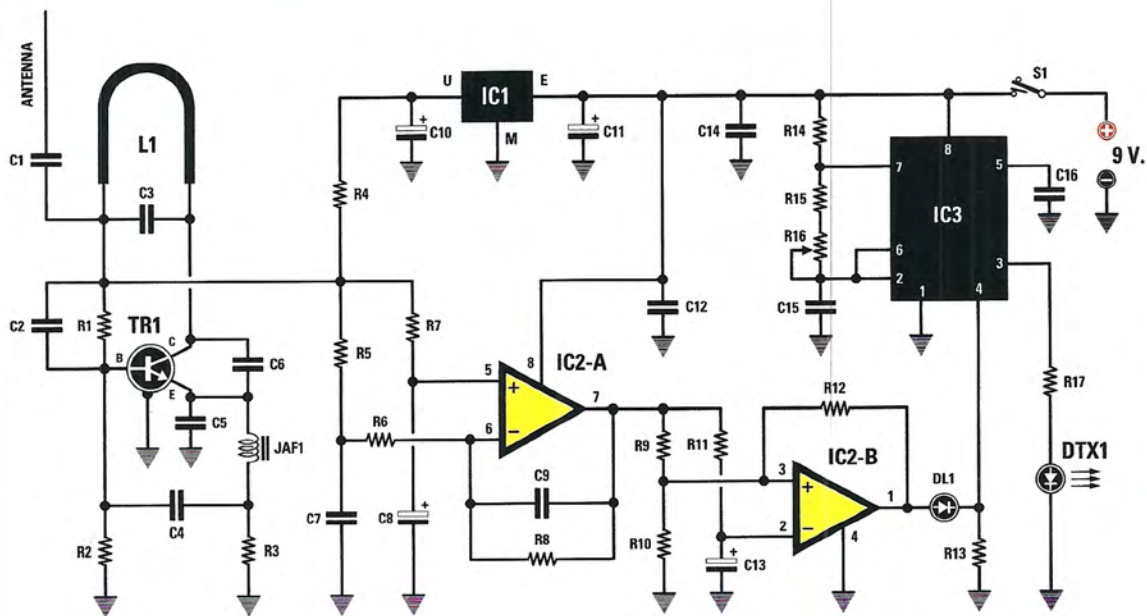 ANTENNA
C1
L1
C3
C2
R1
TR1
B
C
E
C6
C5
JAF1
C4
R2
R3
U
IC1
E
M
C10
C11
R4
R5
R7
R6
C7
C8
5
6
8
7
IC2-A
C9
R8
C12
C14
R14
R15
R16
C15
R9
R11
R10
C13
R12
3
2
1
4
IC2-B
DL1
R13
7
8
5
6
2
3
1
4
IC3
C16
S1
+
9 V.
−
R17
DTX1